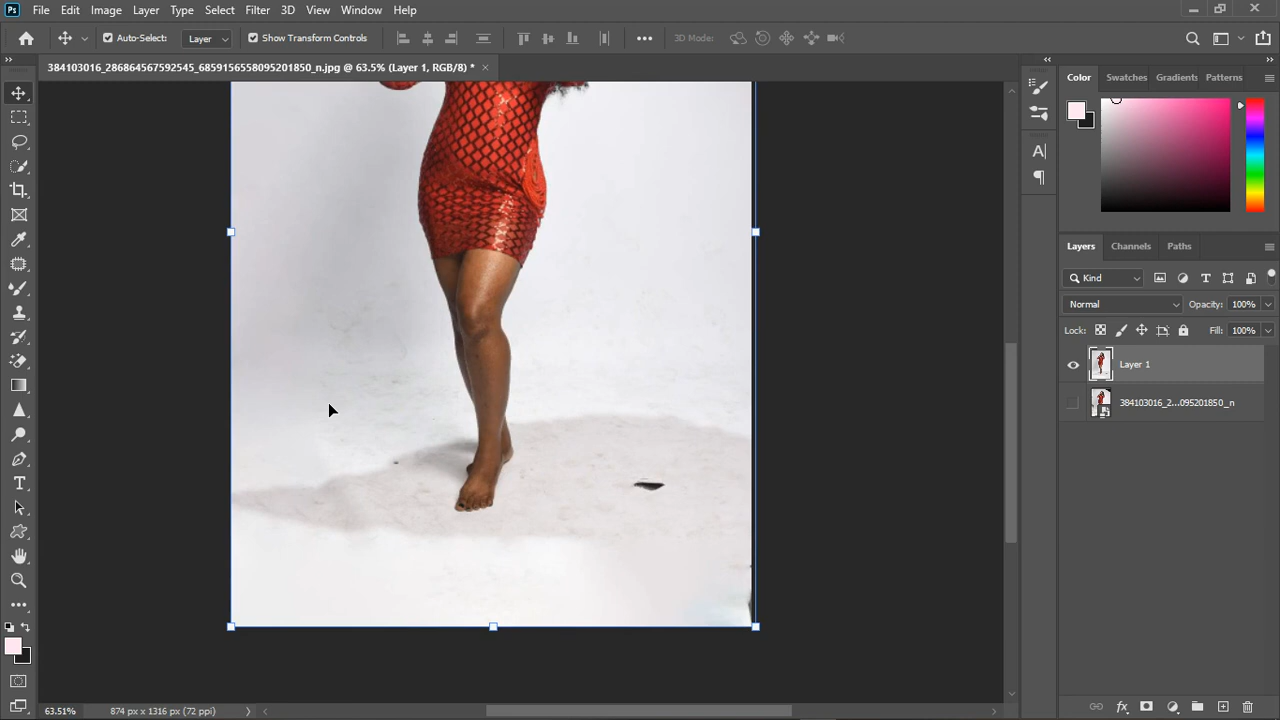 Ps File Edit Image Layer Type Select Filter 3D View Window Help
Auto-Select: Layer Show Transform Controls 3D Mode:
384103016_286864567592545_6859156558095201850_n.jpg @ 63.5% (Layer 1, RGB/8) *
Color Swatches Gradients Patterns
Layers Channels Paths
Kind
Normal Opacity: 100%
Lock: Fill: 100%
Layer 1
384103016_2...095201850_n
63.51% 874 px x 1316 px (72 ppi)